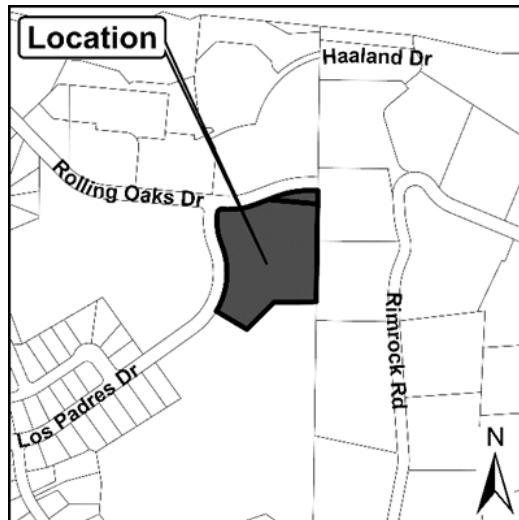 Location
Haaland Dr
Rolling Oaks Dr
Rimrock Rd
Los Padres Dr
N